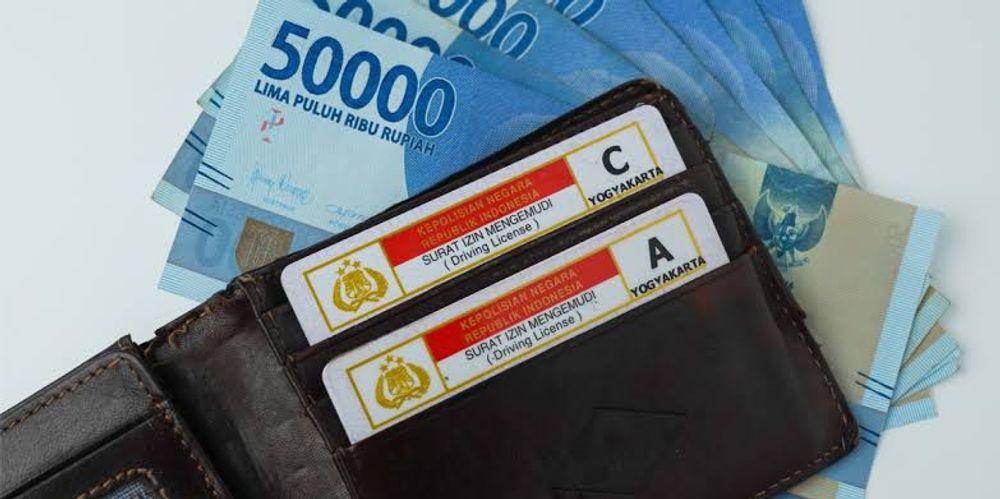 50000
LIMA PULUH RIBU RUPIAH
KEPOLISIAN NEGARA
REPUBLIK INDONESIA
SURAT IZIN MENGEMUDI
( Driving License )
C
YOGYAKARTA
KEPOLISIAN NEGARA
REPUBLIK INDONESIA
SURAT IZIN MENGEMUDI
(-Driving License )
A
YOGYAKARTA